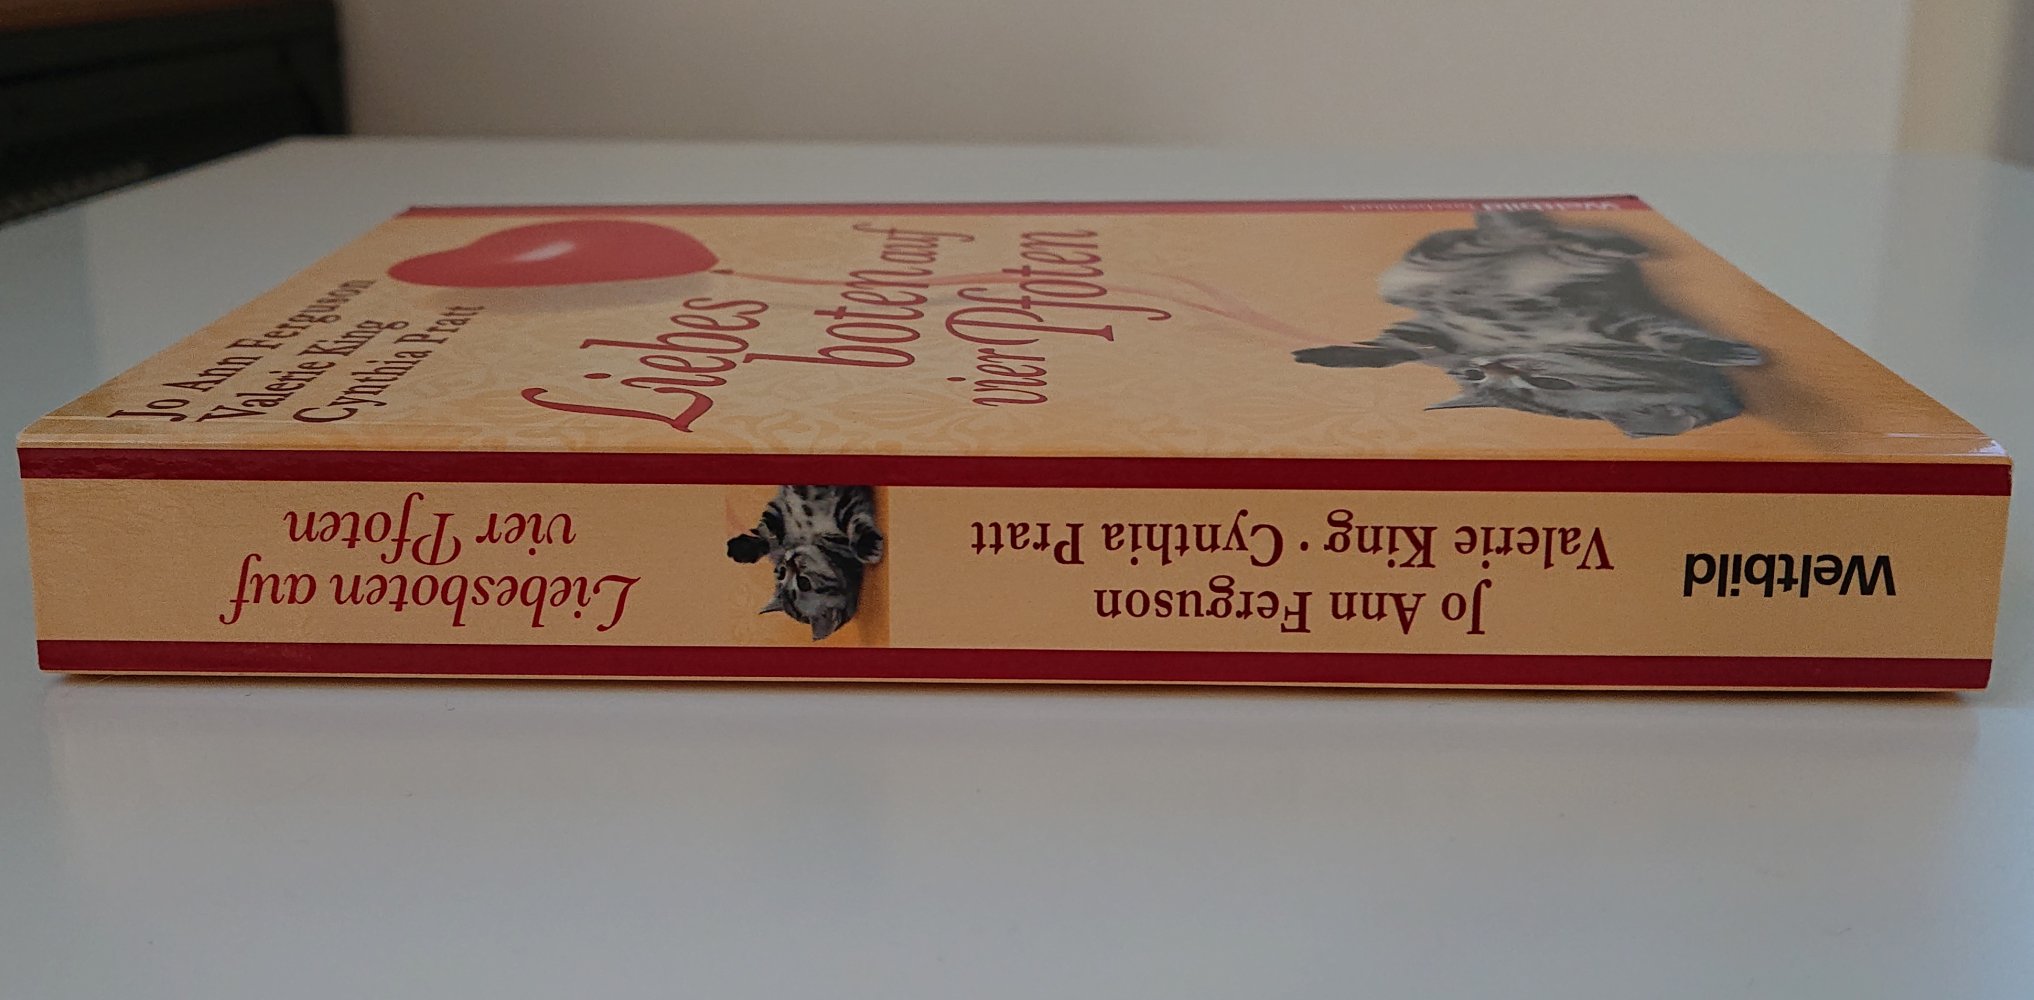 Jo Ann Ferguson
Valerie King
Cynthia Pratt
Liebes
boten auf
vier Pfoten
Weltbild Taschenbuch
Weltbild
Jo Ann Ferguson
Valerie King · Cynthia Pratt
Liebesboten auf
vier Pfoten